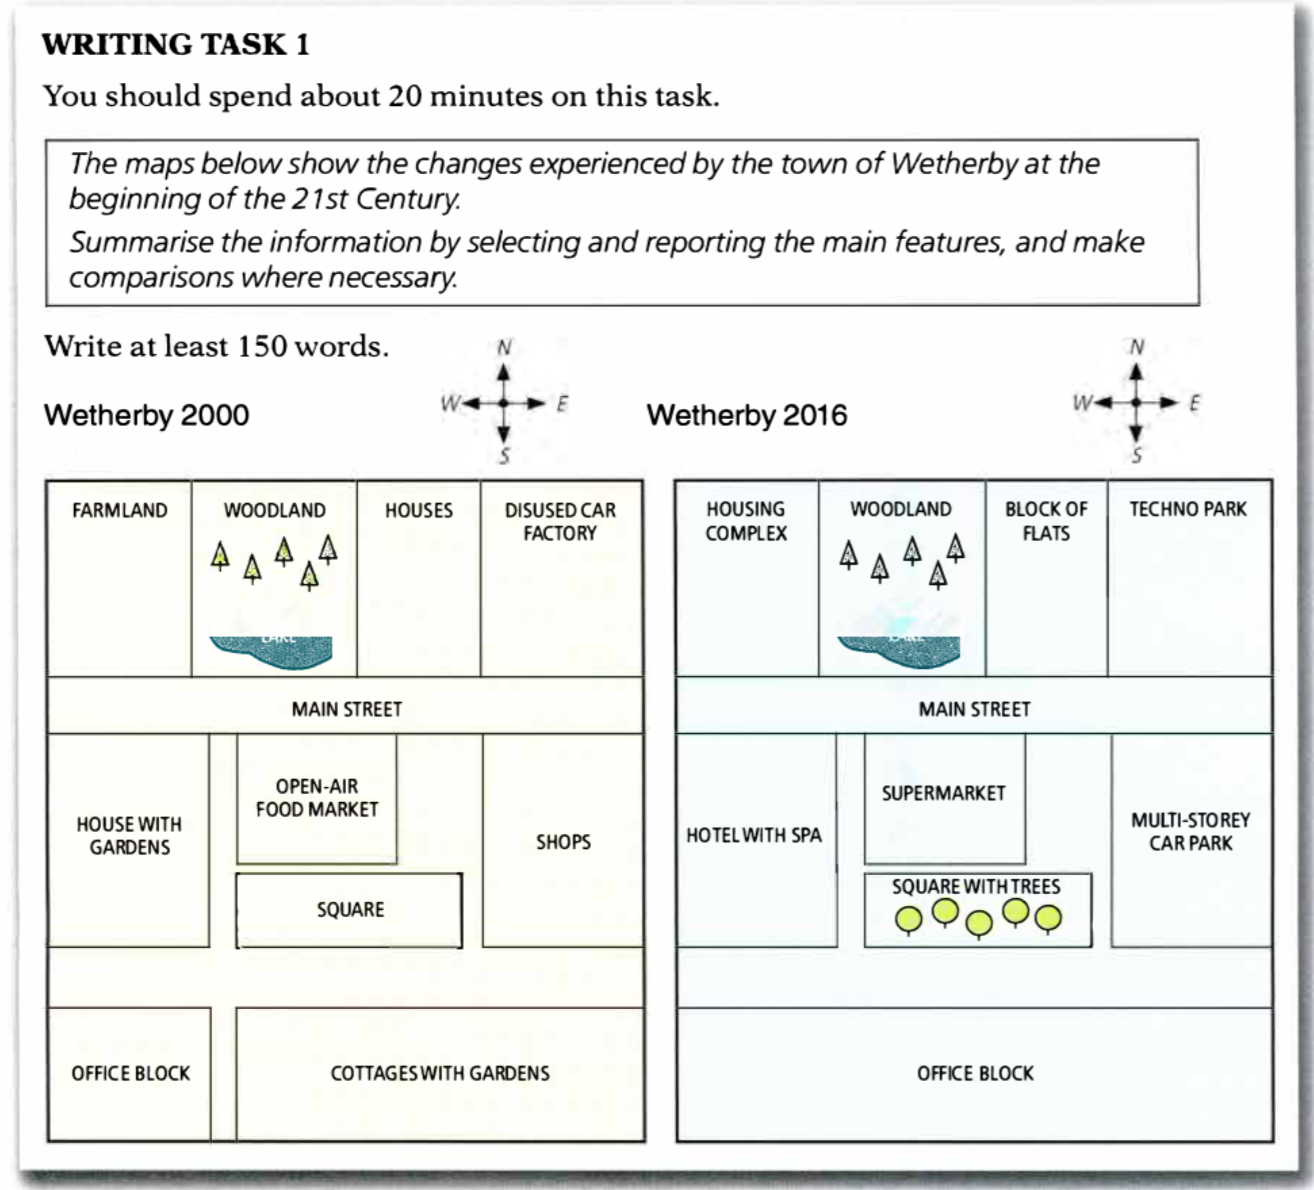 WRITING TASK 1
You should spend about 20 minutes on this task.
The maps below show the changes experienced by the town of Wetherby at the
beginning of the 21st Century.
Summarise the information by selecting and reporting the main features, and make
comparisons where necessary.
Write at least 150 words.
N
W E
S
N
W E
S
Wetherby 2000
Wetherby 2016
FARMLAND
WOODLAND
HOUSES
DISUSED CAR
FACTORY
MAIN STREET
HOUSE WITH
GARDENS
OPEN-AIR
FOOD MARKET
SHOPS
SQUARE
OFFICE BLOCK
COTTAGES WITH GARDENS
HOUSING
COMPLEX
WOODLAND
BLOCK OF
FLATS
TECHNO PARK
MAIN STREET
HOTEL WITH SPA
SUPERMARKET
MULTI-STOREY
CAR PARK
SQUARE WITH TREES
OFFICE BLOCK